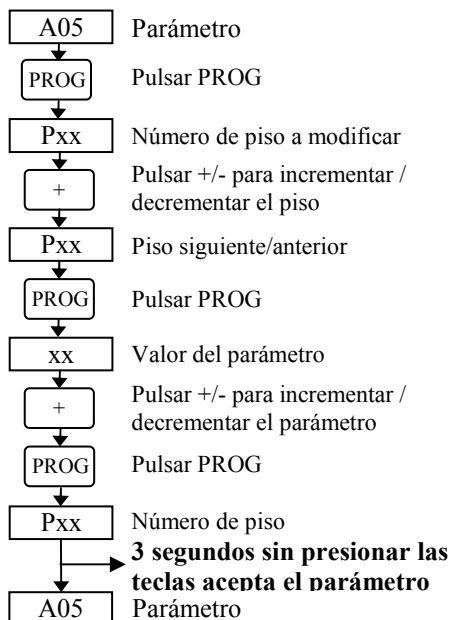 A05 Parámetro
PROG Pulsar PROG
Pxx Número de piso a modificar
Pulsar +/- para incrementar /
+ decrementar el piso
Pxx Piso siguiente/anterior
PROG Pulsar PROG
xx Valor del parámetro
Pulsar +/- para incrementar /
+ decrementar el parámetro
PROG Pulsar PROG
Pxx Número de piso
3 segundos sin presionar las
teclas acepta el parámetro
A05 Parámetro